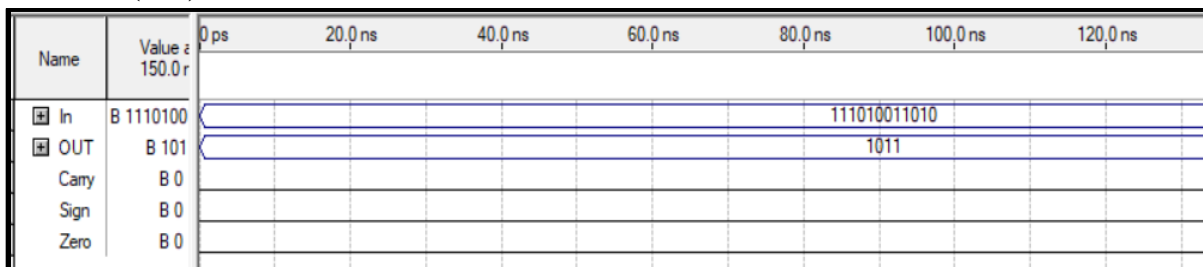 Name
Value a
150.0 r
0 ps 20.0 ns 40.0 ns 60.0 ns 80.0 ns 100.0 ns 120.0 ns
In B 1110100 111010011010
OUT B 101 1011
Carry B 0
Sign B 0
Zero B 0